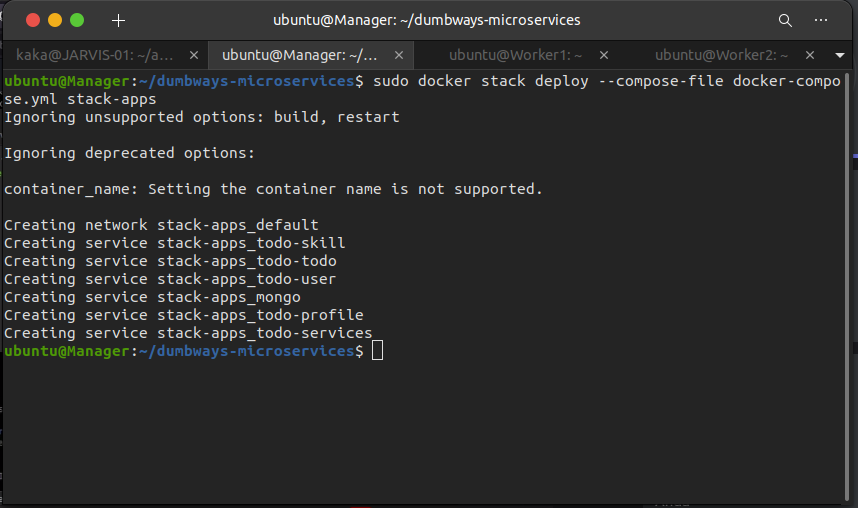 ubuntu@Manager: ~/dumbways-microservices
kaka@JARVIS-01: ~/a...
ubuntu@Manager: ~/...
ubuntu@Worker1: ~
ubuntu@Worker2: ~
ubuntu@Manager:~/dumbways-microservices$ sudo docker stack deploy --compose-file docker-compo
se.yml stack-apps
Ignoring unsupported options: build, restart
Ignoring deprecated options:
container_name: Setting the container name is not supported.
Creating network stack-apps_default
Creating service stack-apps_todo-skill
Creating service stack-apps_todo-todo
Creating service stack-apps_todo-user
Creating service stack-apps_mongo
Creating service stack-apps_todo-profile
Creating service stack-apps_todo-services
ubuntu@Manager:~/dumbways-microservices$